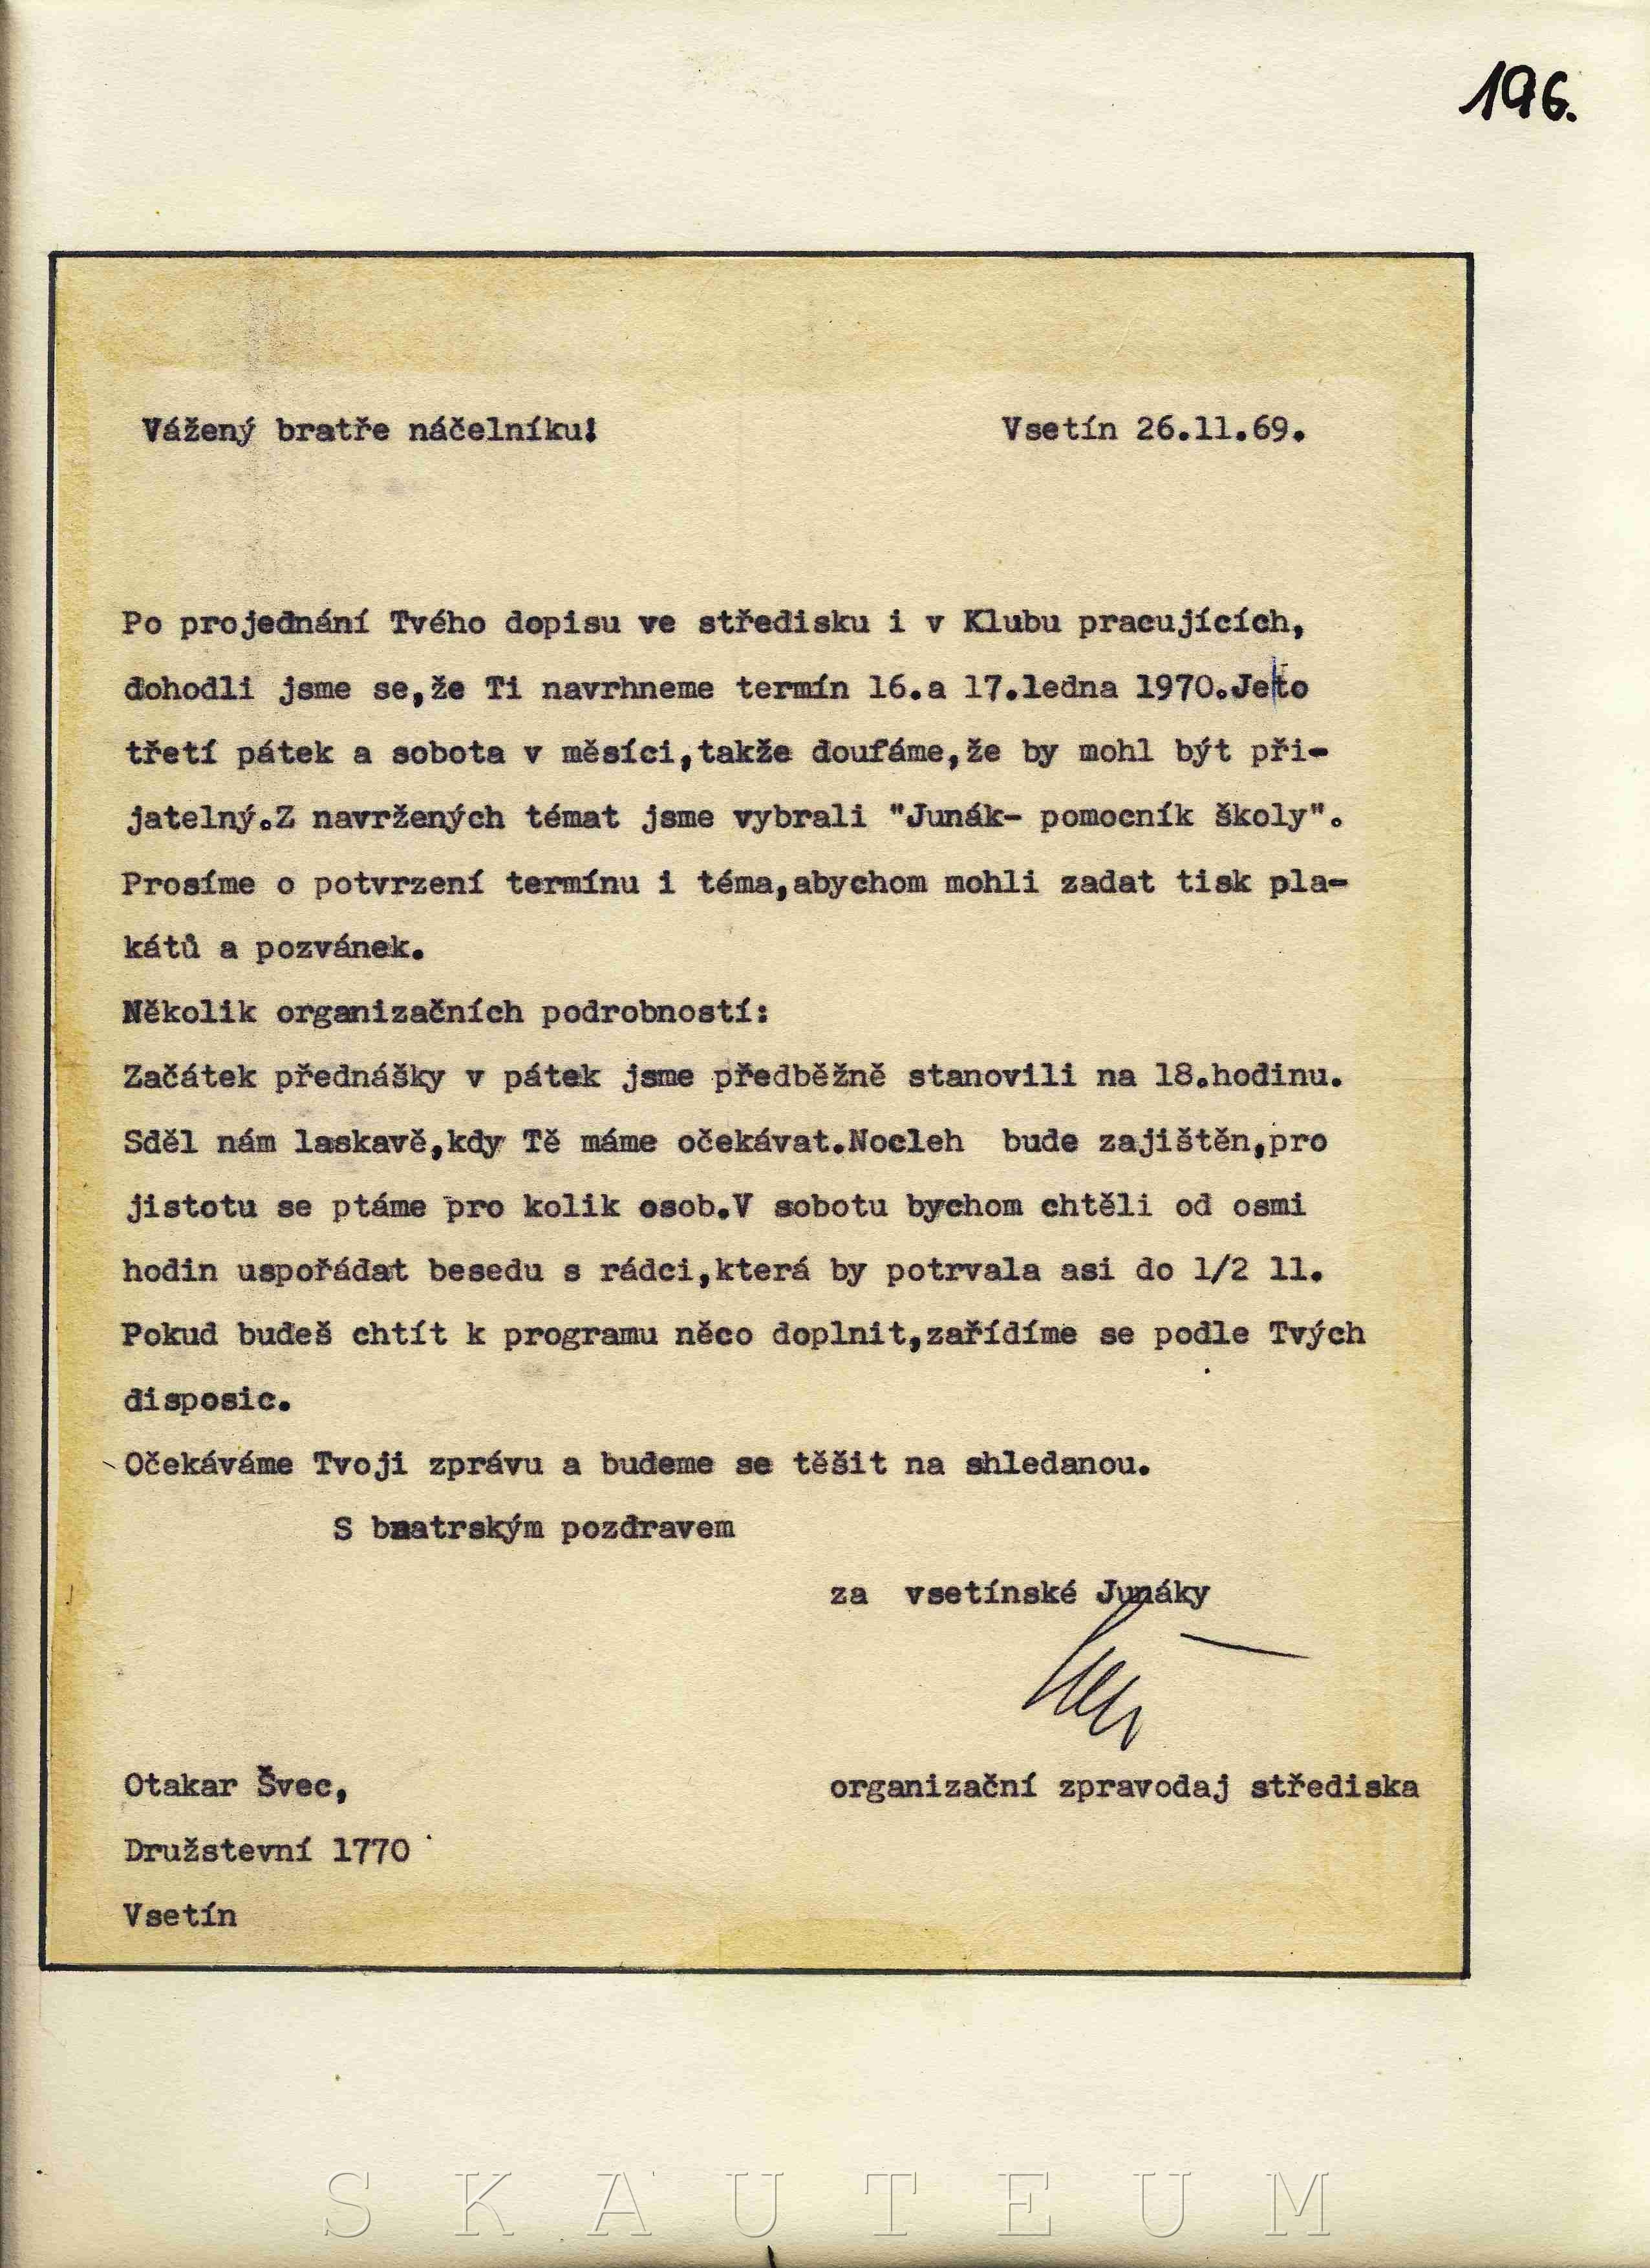 196.
Vážený bratře náčelníku! Vsetín 26.11.69.
Po projednání Tvého dopisu ve středisku i v Klubu pracujících,
dohodli jsme se,že Ti navrhneme termín 16.a 17.ledna 1970.Je to
třetí pátek a sobota v měsíci,takže doufáme,že by mohl být při-
jatelný.Z navržených témat jsme vybrali "Junák- pomocník školy".
Prosíme o potvrzení termínu i téma,abychom mohli zadat tisk pla-
kátů a pozvánek.
Několik organizačních podrobností:
Začátek přednášky v pátek jsme předběžně stanovili na 18.hodinu.
Sděl nám laskavě,kdy Tě máme očekávat.Nocleh bude zajištěn,pro
jistotu se ptáme pro kolik osob.V sobotu bychom chtěli od osmi
hodin uspořádat besedu s rádci,která by potrvala asi do 1/2 11.
Pokud budeš chtít k programu něco doplnit,zařídíme se podle Tvých
disposic.
Očekáváme Tvoji zprávu a budeme se těšit na shledanou.
S bratrským pozdravem
za vsetínské Junáky
Otakar Švec, organizační zpravodaj střediska
Družstevní 1770
Vsetín
SKAUTEUM